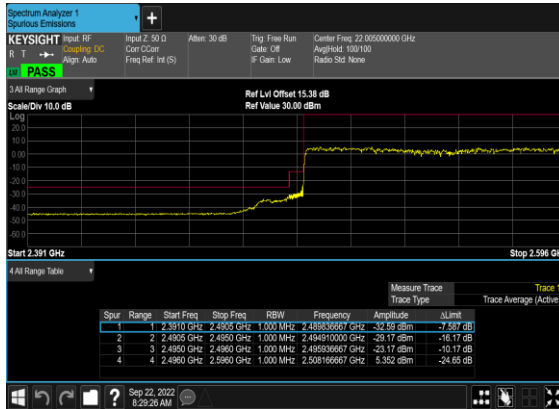 Spectrum Analyzer 1
Spurious Emissions
KEYSIGHT Input: RF Input Z: 50 Ω Atten: 30 dB Trig: Free Run Center Freq: 22.005000000 GHz
R T Coupling: DC Corr CCorr Gate: Off Avg|Hold: 100/100
Align: Auto Freq Ref: Int (S) IF Gain: Low Radio Std: None
PASS
3 All Range Graph
Ref Lvl Offset 15.38 dB
Scale/Div 10.0 dB Ref Value 30.00 dBm
Log
20.0
10.0
0.00
-10.0
-20.0
-30.0
-40.0
-50.0
-60.0
Start 2.391 GHz Stop 2.596 GH
4 All Range Table
Measure Trace Trace 1
Trace Type Trace Average (Active
Spur Range Start Freq Stop Freq RBW Frequency Amplitude ΔLimit
1 1 2.3910 GHz 2.4905 GHz 1.000 MHz 2.489836667 GHz -32.59 dBm -7.587 dB
2 2 2.4905 GHz 2.4950 GHz 1.000 MHz 2.494910000 GHz -29.17 dBm -16.17 dB
3 3 2.4950 GHz 2.4960 GHz 1.000 MHz 2.495936667 GHz -23.17 dBm -10.17 dB
4 4 2.4960 GHz 2.5960 GHz 1.000 MHz 2.508166667 GHz 5.352 dBm -24.65 dB
Sep 22, 2022
8:29:26 AM